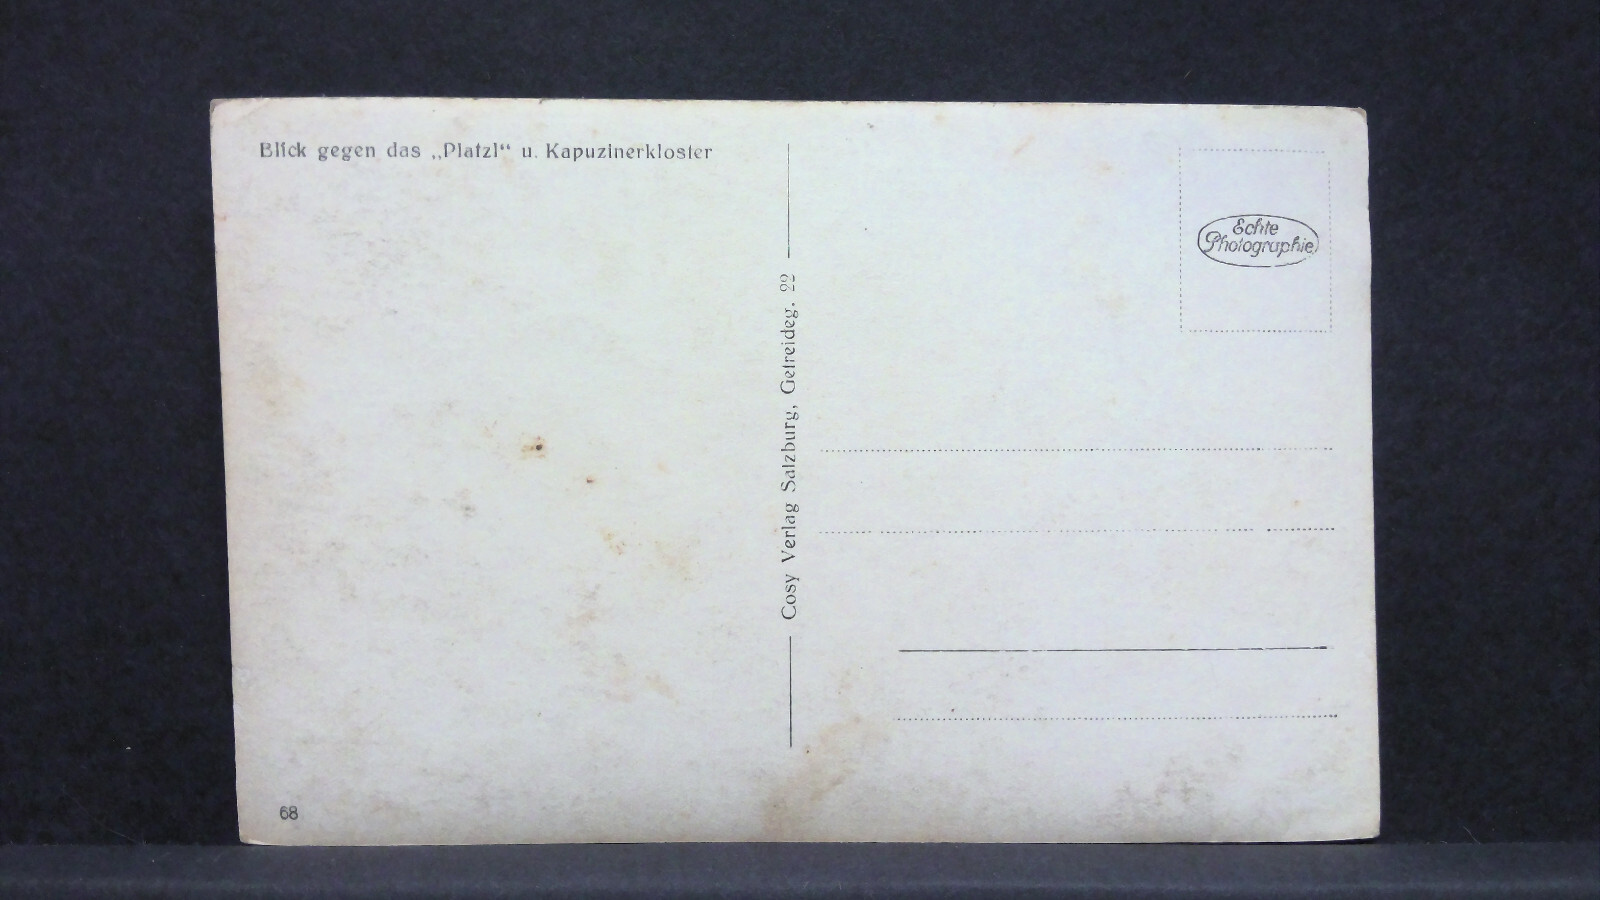 Blick gegen das „Platzl“ u. Kapuzinerkloster
Echte
Photographie
Cosy Verlag Salzburg, Getreideg. 22
68